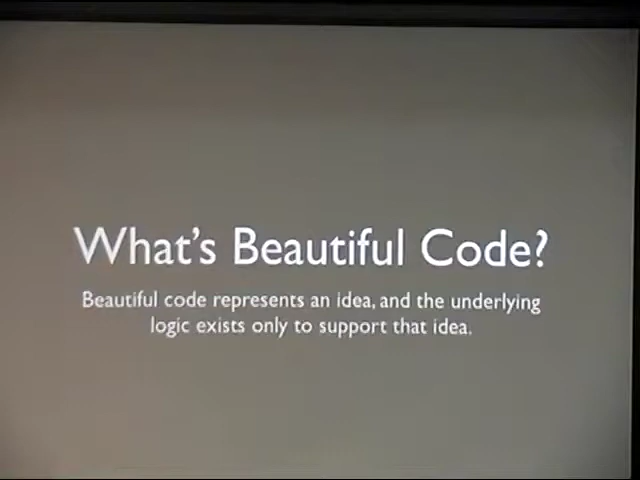 What's Beautiful Code?
Beautiful code represents an idea, and the underlying
logic exists only to support that idea.